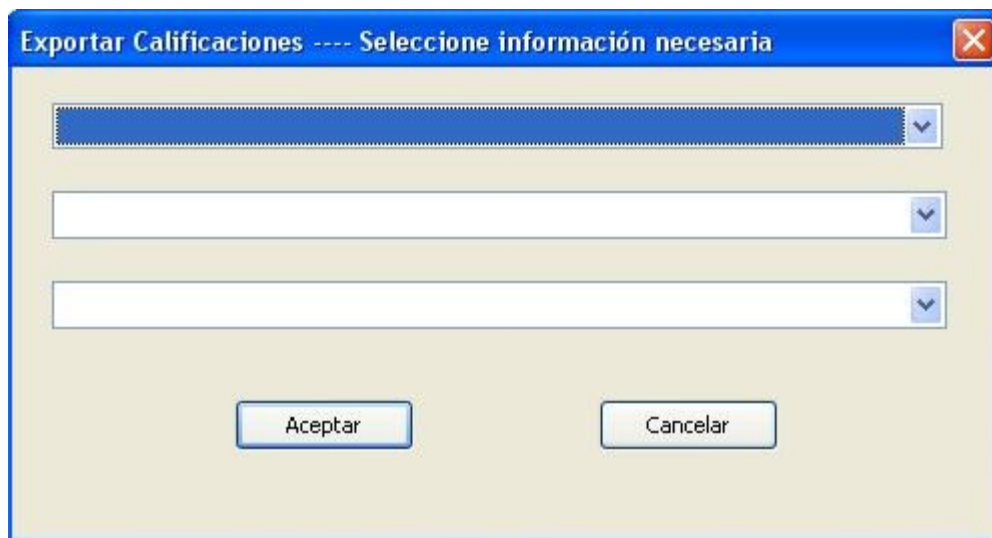 Exportar Calificaciones ---- Seleccione información necesaria
Aceptar
Cancelar